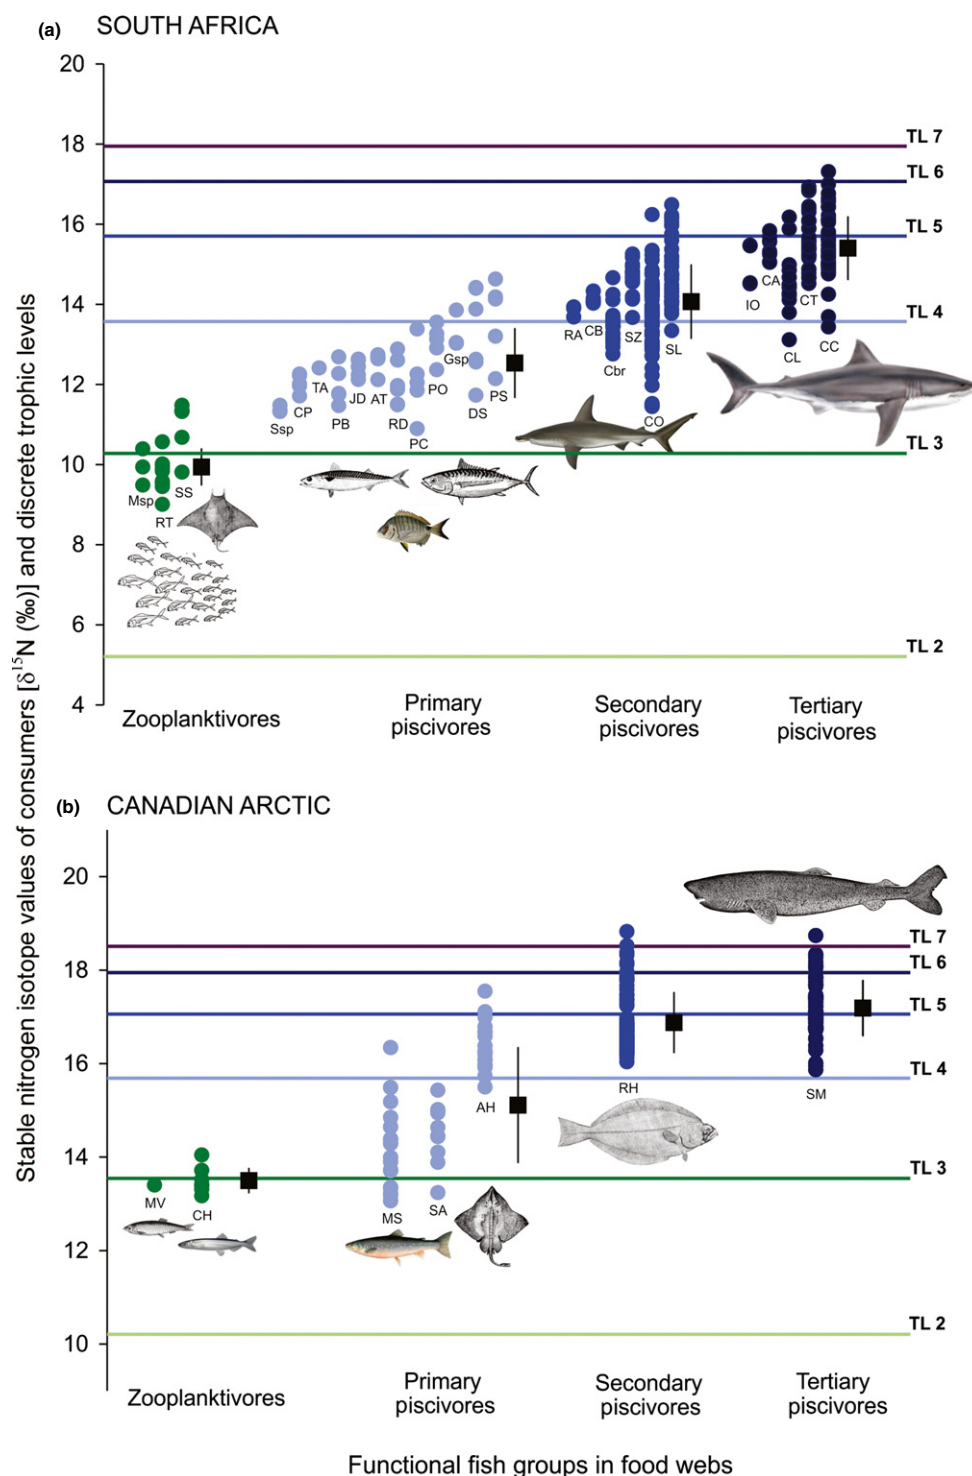 (a) SOUTH AFRICA
Stable nitrogen isotope values of consumers [δ¹⁵N (‰)] and discrete trophic levels
20
18
16
14
12
10
8
6
4
TL 7
TL 6
TL 5
TL 4
TL 3
TL 2
Msp
RT
SS
Ssp
CP
TA
PB
JD
AT
RD
PC
PO
Gsp
DS
PS
RA
CB
Cbr
SZ
CO
SL
IO
CA
CL
CT
CC
Zooplanktivores
Primary
piscivores
Secondary
piscivores
Tertiary
piscivores
(b) CANADIAN ARCTIC
20
18
16
14
12
10
TL 7
TL 6
TL 5
TL 4
TL 3
TL 2
MV
CH
MS
SA
AH
RH
SM
Zooplanktivores
Primary
piscivores
Secondary
piscivores
Tertiary
piscivores
Functional fish groups in food webs